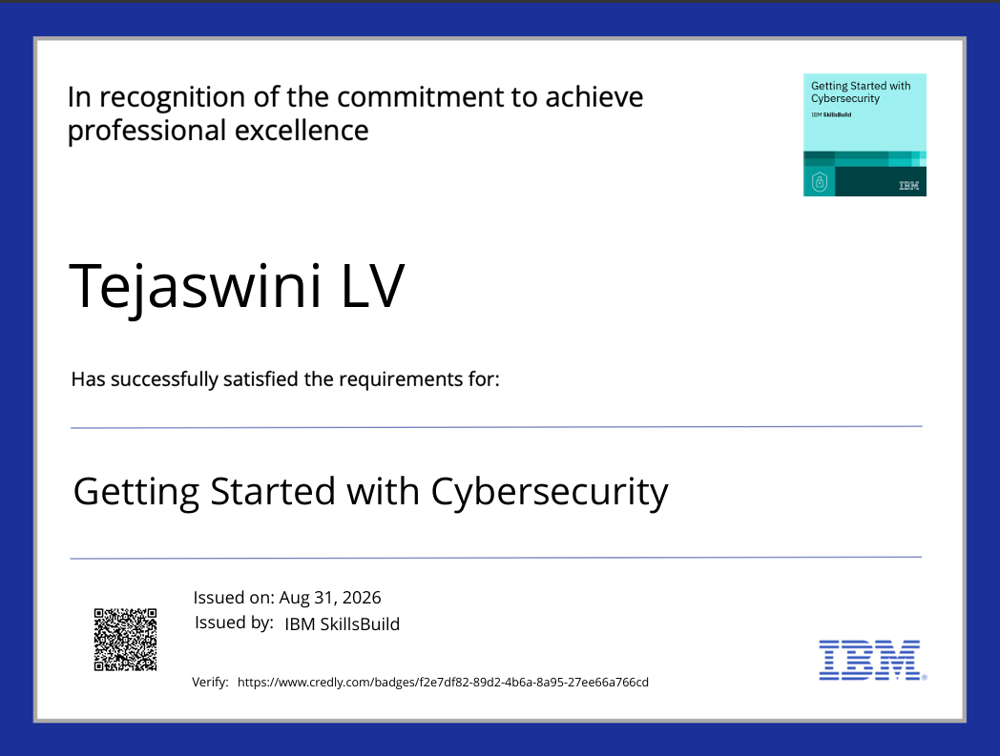 In recognition of the commitment to achieve
professional excellence
Getting Started with
Cybersecurity
IBM SkillsBuild
IBM
Tejaswini LV
Has successfully satisfied the requirements for:
Getting Started with Cybersecurity
Issued on: Aug 31, 2026
Issued by: IBM SkillsBuild
Verify: https://www.credly.com/badges/f2e7df82-89d2-4b6a-8a95-27ee66a766cd
IBM®